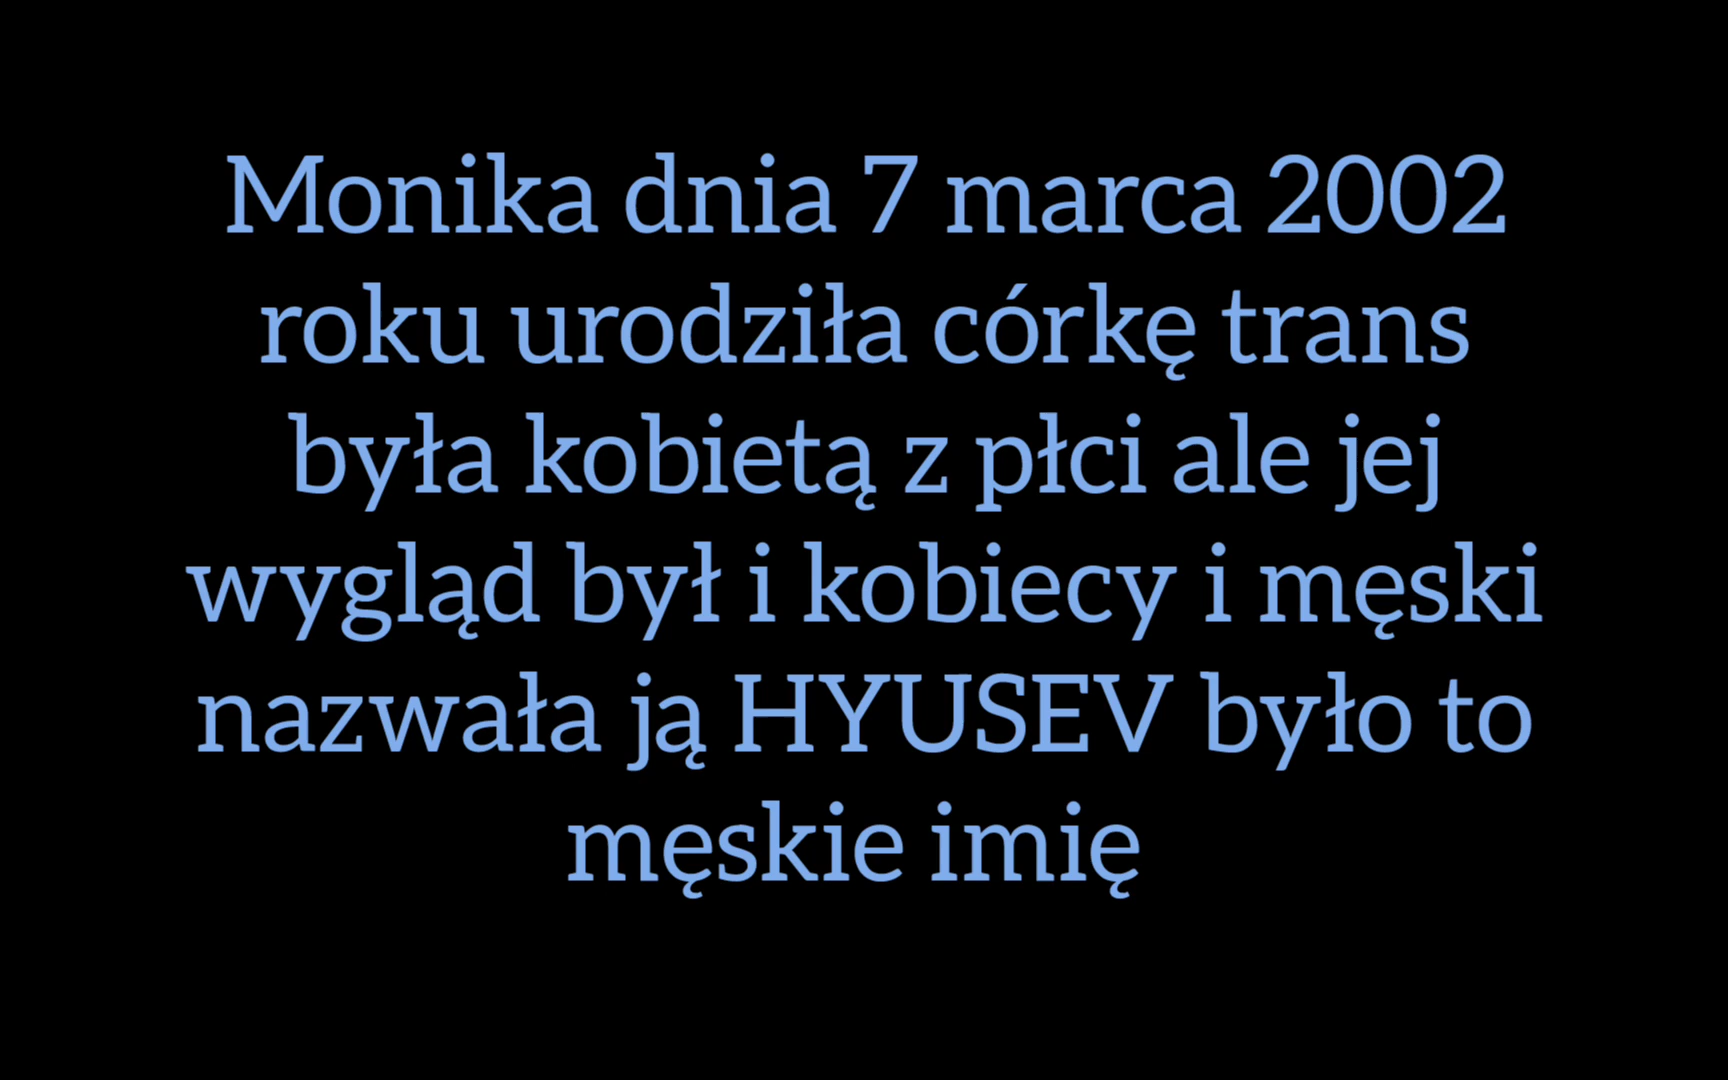 Monika dnia 7 marca 2002
roku urodziła córkę trans
była kobietą z płci ale jej
wygląd był i kobiecy i męski
nazwała ją HYUSEV było to
męskie imię